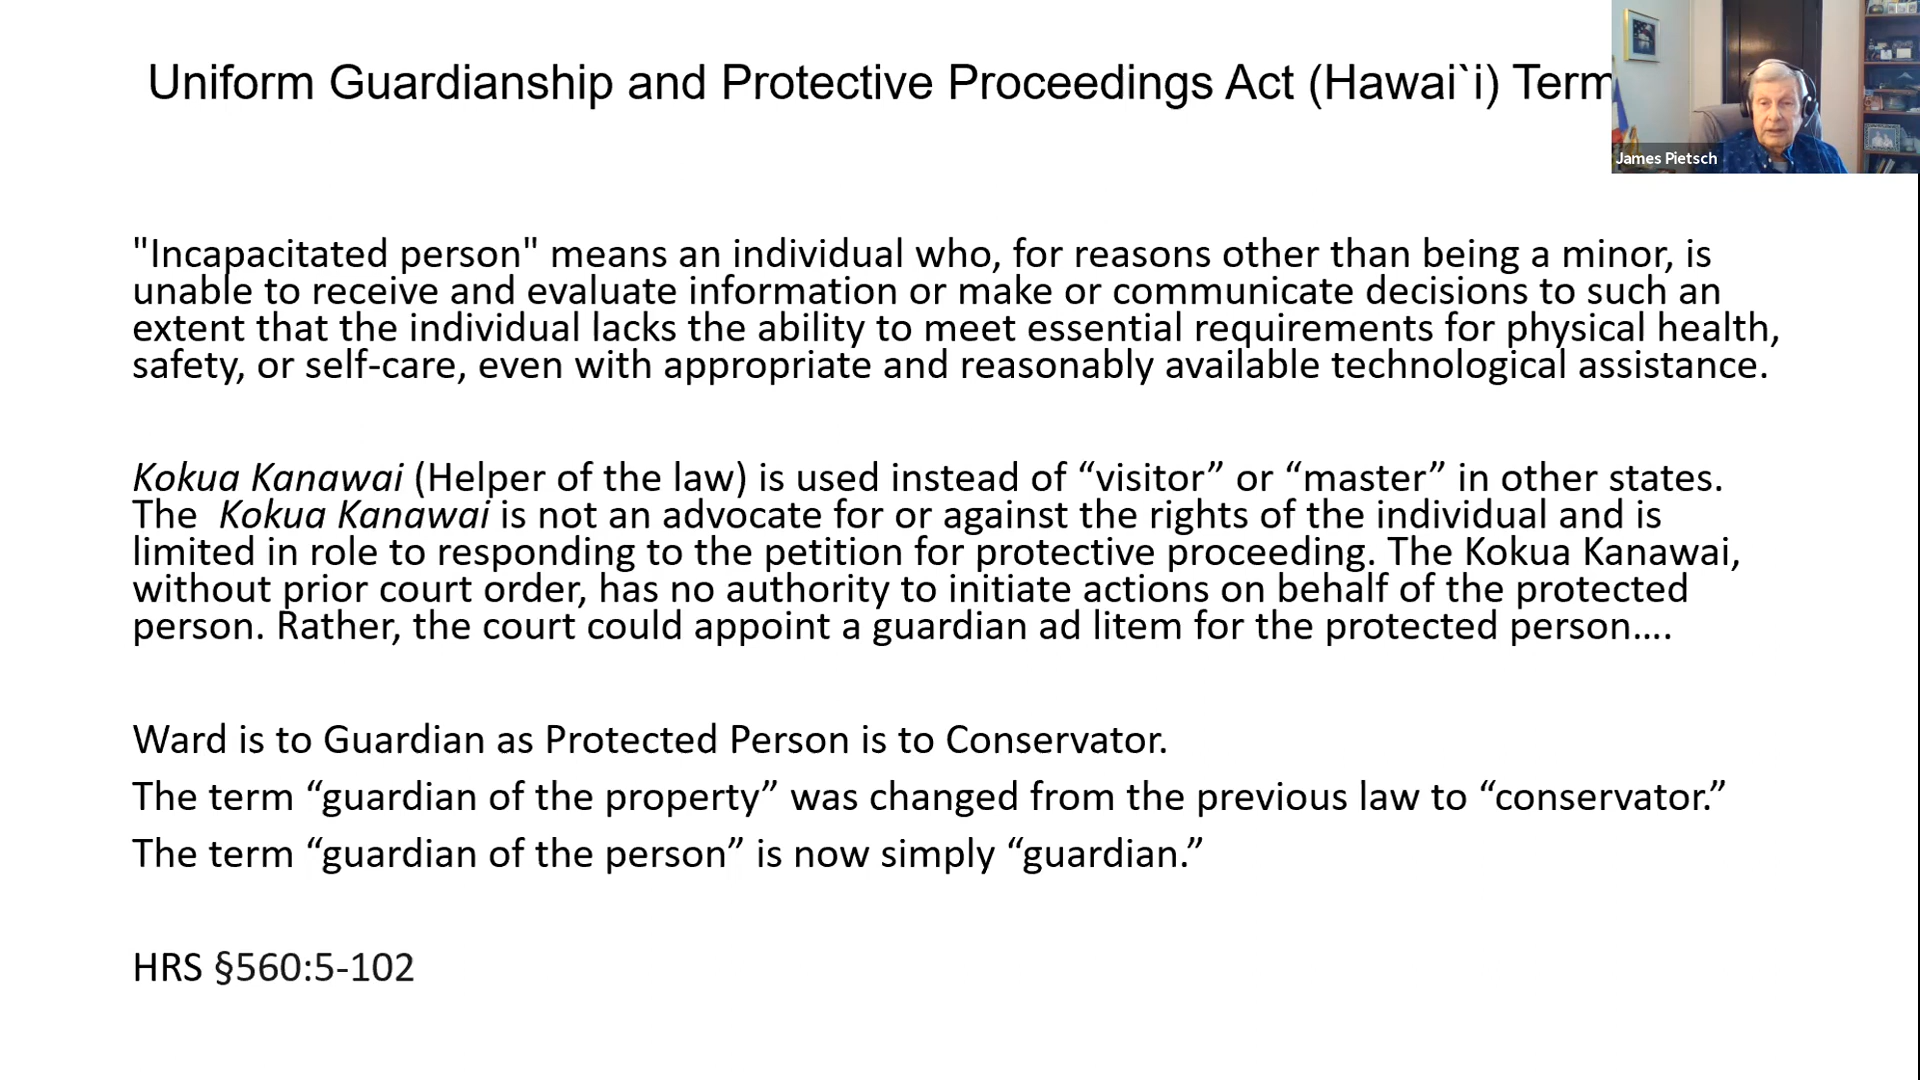 Uniform Guardianship and Protective Proceedings Act (Hawai`i) Term
James Pietsch
"Incapacitated person" means an individual who, for reasons other than being a minor, is
unable to receive and evaluate information or make or communicate decisions to such an
extent that the individual lacks the ability to meet essential requirements for physical health,
safety, or self-care, even with appropriate and reasonably available technological assistance.
Kokua Kanawai (Helper of the law) is used instead of “visitor” or “master” in other states.
The Kokua Kanawai is not an advocate for or against the rights of the individual and is
limited in role to responding to the petition for protective proceeding. The Kokua Kanawai,
without prior court order, has no authority to initiate actions on behalf of the protected
person. Rather, the court could appoint a guardian ad litem for the protected person….
Ward is to Guardian as Protected Person is to Conservator.
The term “guardian of the property” was changed from the previous law to “conservator.”
The term “guardian of the person” is now simply “guardian.”
HRS §560:5-102